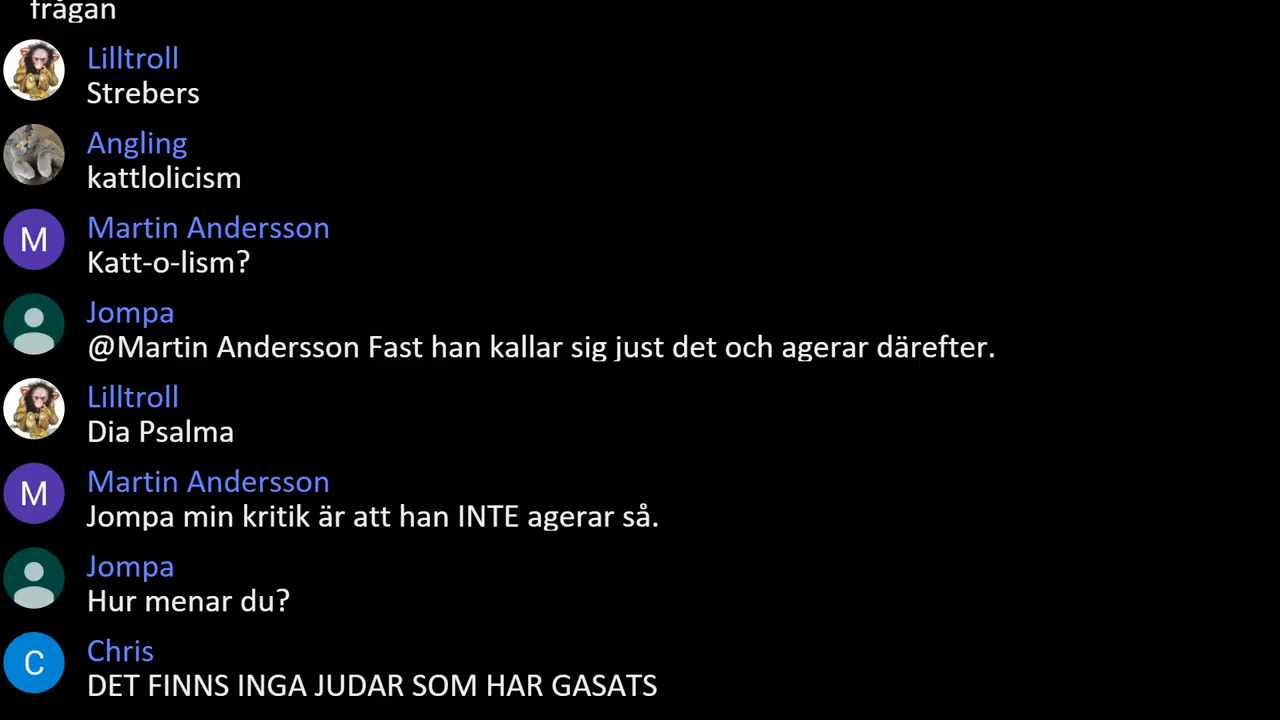 frågan
Lilltroll
Strebers
Angling
kattlolicism
M
Martin Andersson
Katt-o-lism?
Jompa
@Martin Andersson Fast han kallar sig just det och agerar därefter.
Lilltroll
Dia Psalma
M
Martin Andersson
Jompa min kritik är att han INTE agerar så.
Jompa
Hur menar du?
C
Chris
DET FINNS INGA JUDAR SOM HAR GASATS